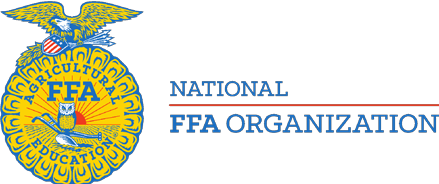 AGRICULTURAL
FFA
EDUCATION
NATIONAL
FFA ORGANIZATION